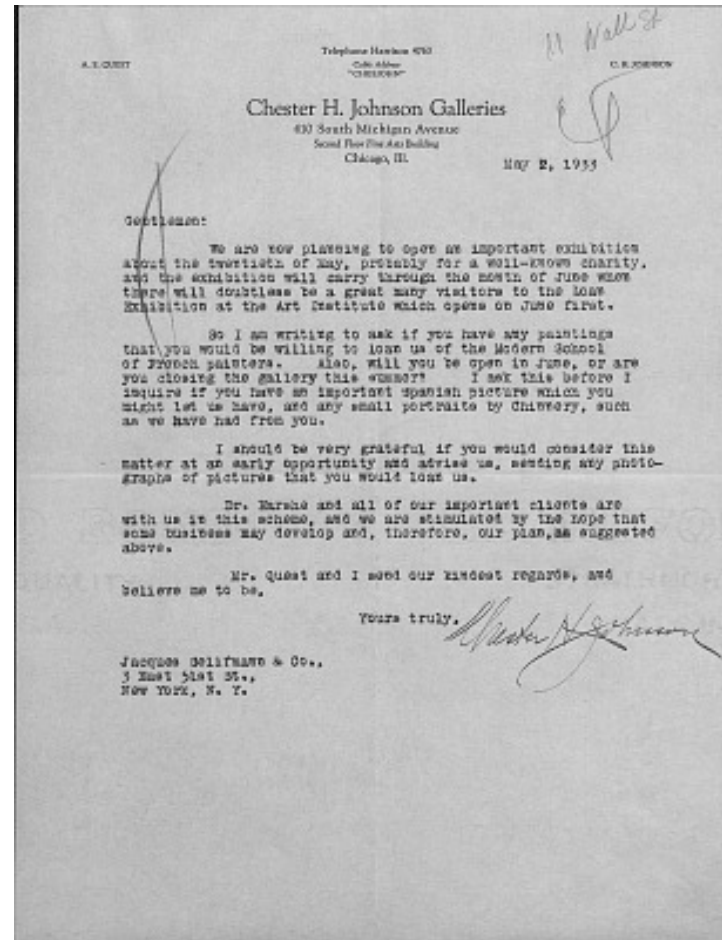 11 Wall St
Telephone Harrison
A. E. QUEST
Cable Address
C. H. JOHNSON
Chester H. Johnson Galleries
410 South Michigan Avenue
Second Floor Fine Arts Building
Chicago, Ill.
May 2, 1933
Gentlemen:
We are now planning to open an important exhibition
about the twentieth of May, probably for a well-known charity,
and the exhibition will carry through the month of June when
there will doubtless be a great many visitors to the Loan
Exhibition at the Art Institute which opens on June first.
So I am writing to ask if you have any paintings
that you would be willing to loan us of the Modern School
of French painters. Also, will you be open in June, or are
you closing the gallery this summer? I ask this before I
inquire if you have an important Spanish picture which you
might let us have, and any small portraits by Chinnery, such
as we have had from you.
I should be very grateful if you would consider this
matter at an early opportunity and advise us, sending any photo-
graphs of pictures that you would loan us.
Dr. Harshe and all of our important clients are
with us in this scheme, and we are stimulated by the hope that
some business may develop and, therefore, our plan, as suggested
above.
Mr. Quest and I send our kindest regards, and
believe me to be,
Yours truly,
Chester H Johnson
Jacques Seligmann & Co.,
3 East 51st St.,
New York, N. Y.